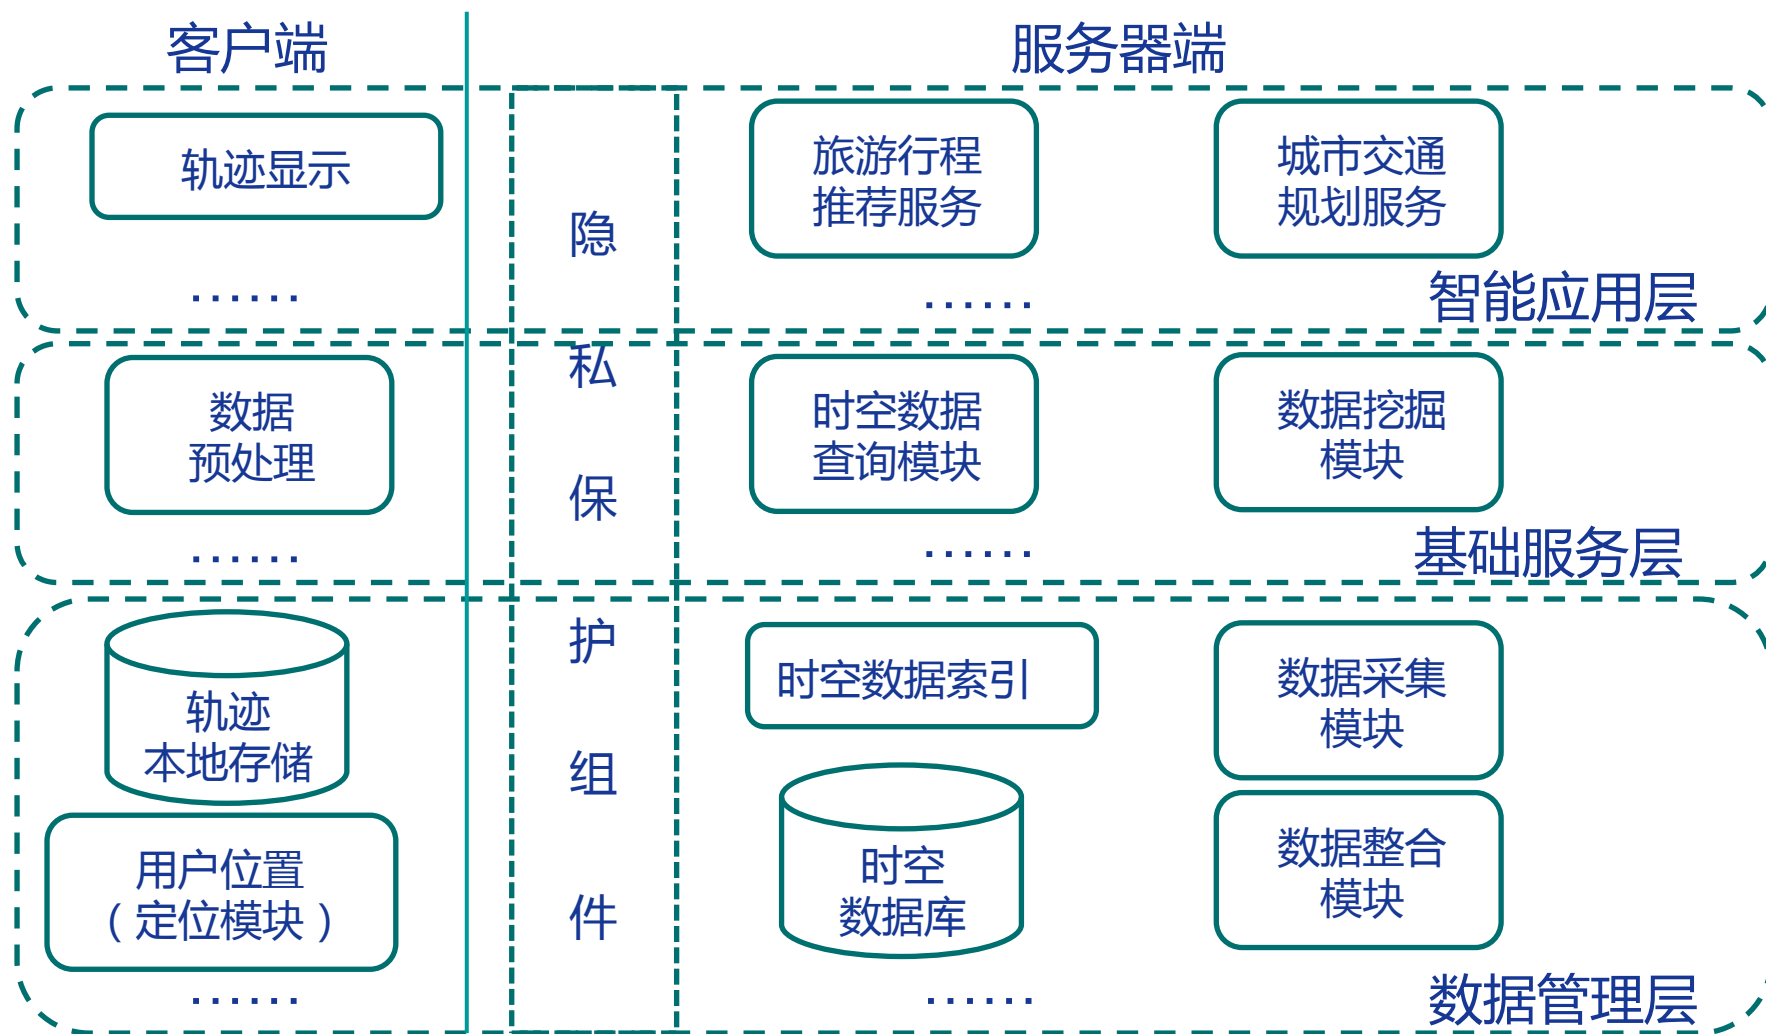 客户端
服务器端
轨迹显示
……
旅游行程
推荐服务
城市交通
规划服务
……
智能应用层
数据
预处理
……
时空数据
查询模块
数据挖掘
模块
……
基础服务层
轨迹
本地存储
用户位置
（定位模块）
……
隐
私
保
护
组
件
时空数据索引
时空
数据库
数据采集
模块
数据整合
模块
……
数据管理层